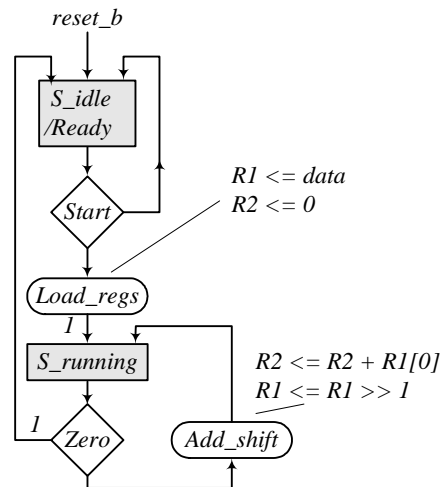 reset_b
S_idle
/Ready
Start
R1 <= data
R2 <= 0
Load_regs
1
S_running
R2 <= R2 + R1[0]
R1 <= R1 >> 1
1
Zero
Add_shift